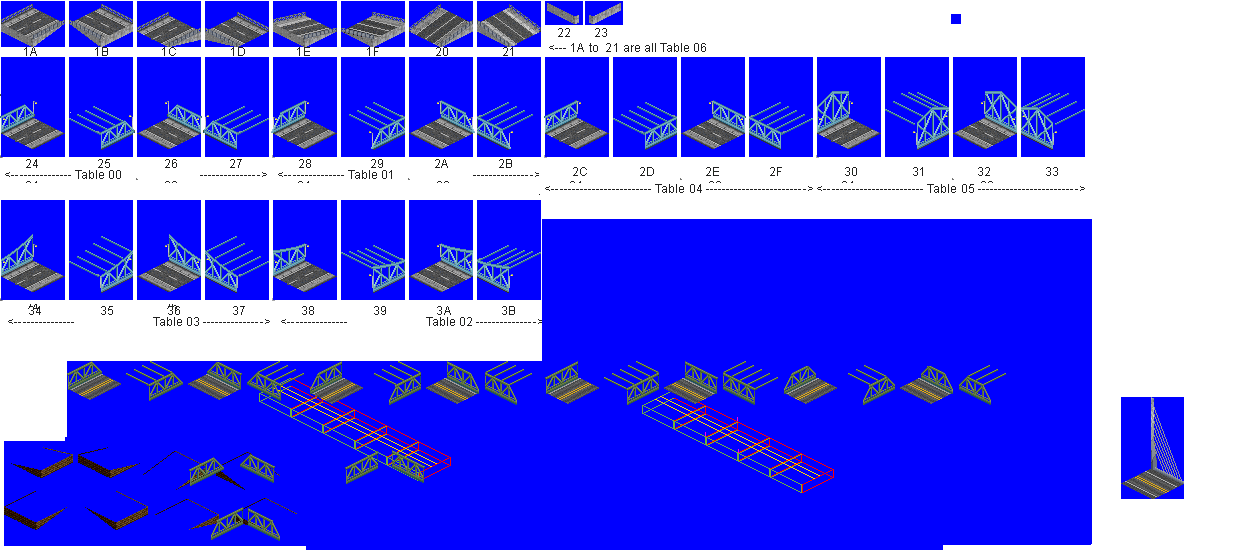 22 23
1A 1B 1C 1D 1E 1F 20 21
<--- 1A to 21 are all Table 06
24 25 26 27 28 29 2A 2B
2C 2D 2E 2F 30 31 32 33
<--------------- Table 00 ---------------> <--------------- Table 01 --------------->
<--------------- Table 04 ---------------> <--------------- Table 05 --------------->
34 35 36 37 38 39 3A 3B
<--------------- Table 03 ---------------> <--------------- Table 02 --------------->